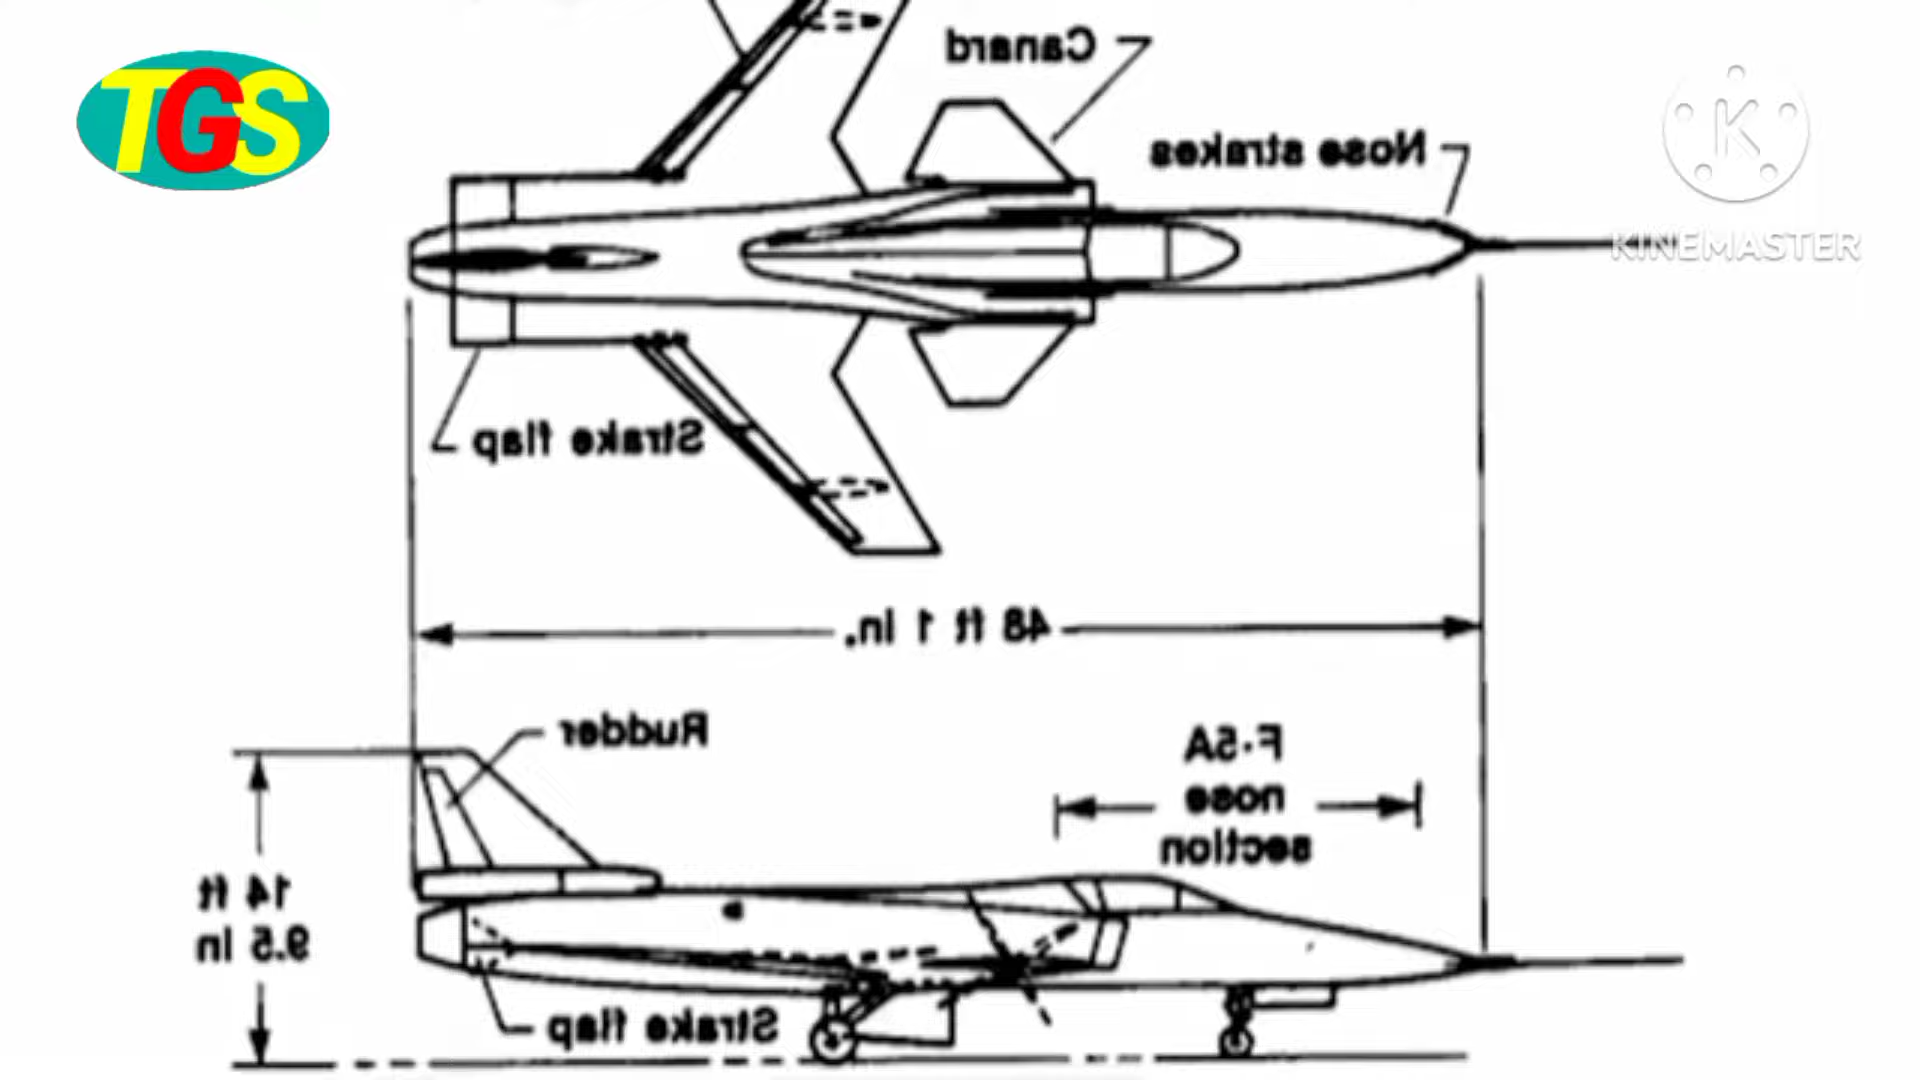 Canard
TGS
Nose strakes
K
KINEMASTER
Strake flap
48 ft 1 in.
Rudder
F-5A
nose
section
14 ft
9.5 in
Strake flap